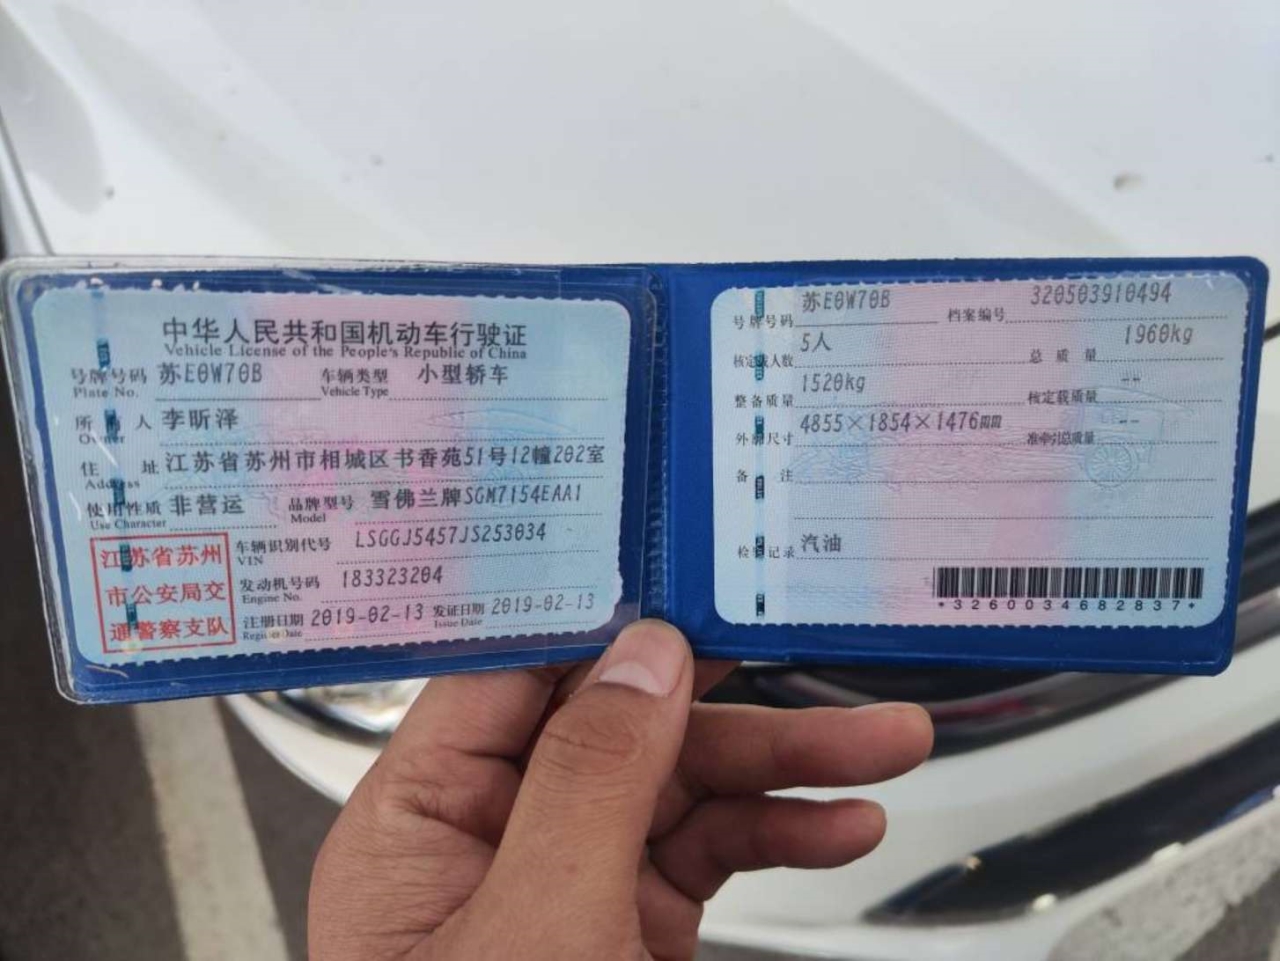 中华人民共和国机动车行驶证
Vehicle License of the People's Republic of China
号牌号码 苏E0W70B 车辆类型 小型轿车
Plate No. Vehicle Type
所有人 李昕泽
Owner
住址 江苏省苏州市相城区书香苑51号12幢202室
Address
使用性质 非营运 品牌型号 雪佛兰牌SGM7154EAA1
Use Character Model
江苏省苏州
市公安局交
通警察支队
车辆识别代号 LSGGJ5457JS253034
VIN
发动机号码 183323204
Engine No.
注册日期 2019-02-13 发证日期 2019-02-13
Register Date Issue Date
号牌号码 苏E0W70B 档案编号 320503910494
核定载人数 5人 总质量 1960kg
整备质量 1520kg 核定载质量 --
外廓尺寸 4855×1854×1476mm 准牵引总质量 --
备注
检验记录 汽油
*3260034682837*